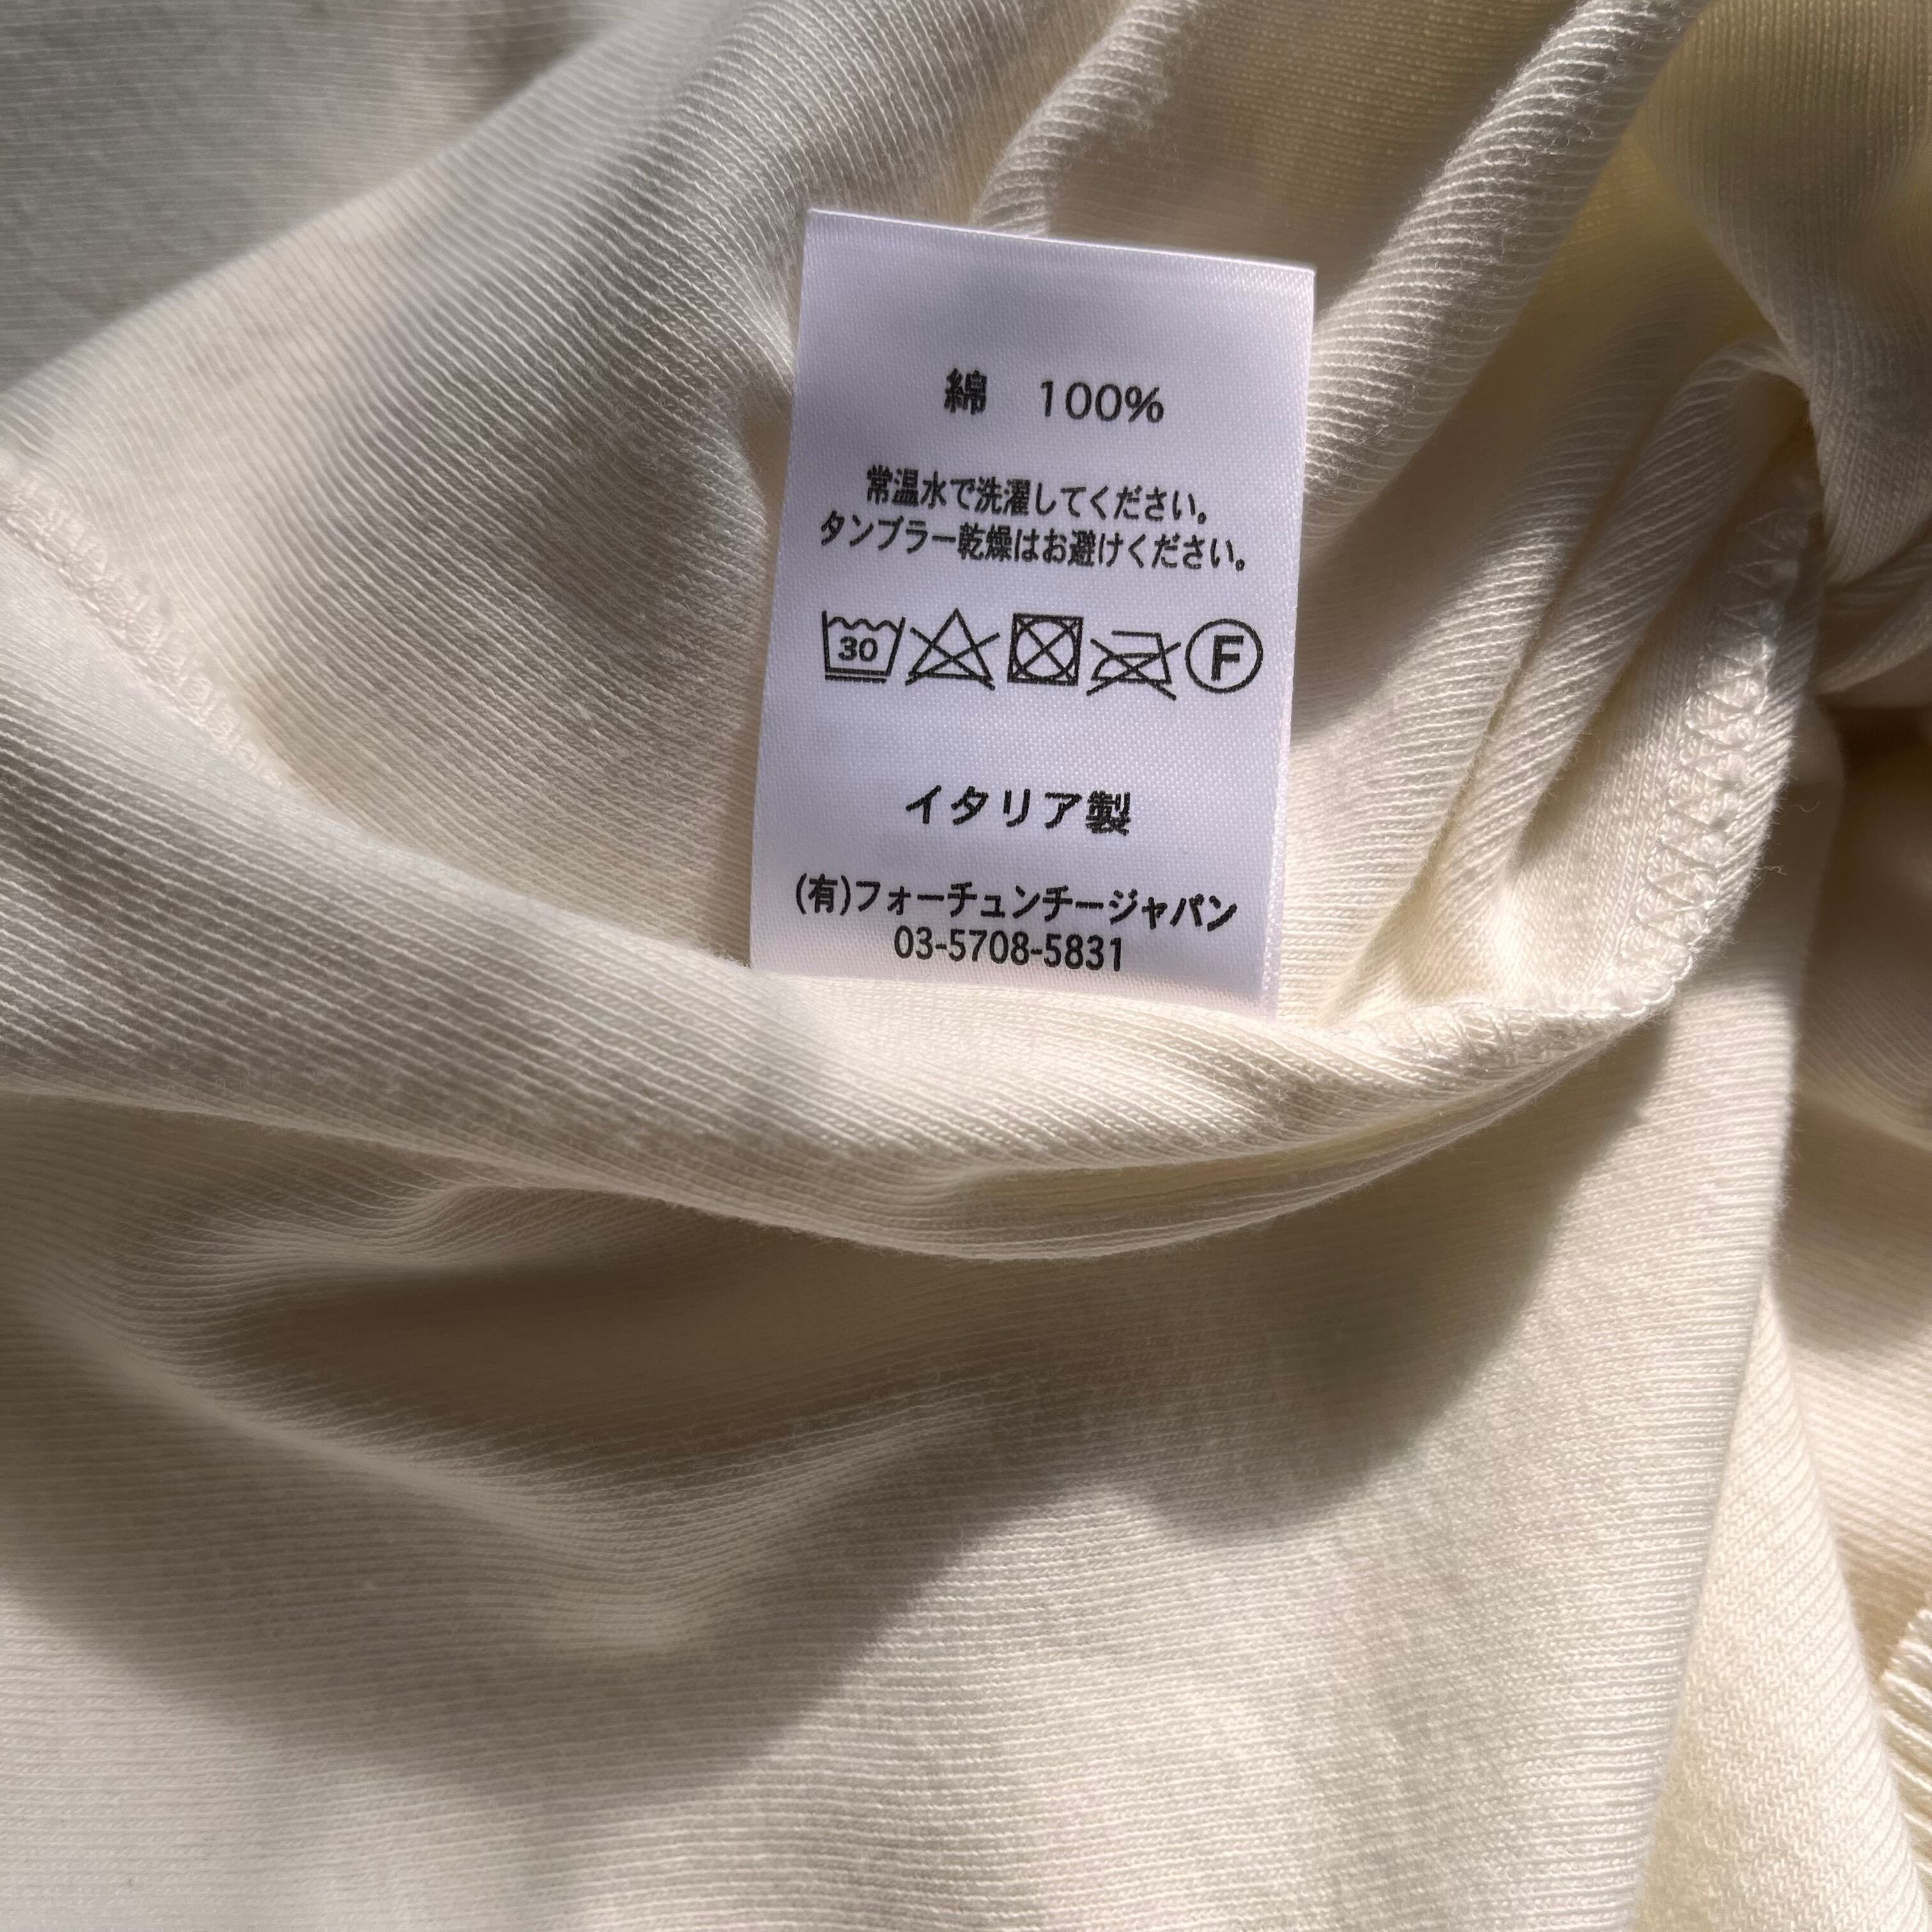 綿　100%
常温水で洗濯してください。
タンブラー乾燥はお避けください。
30 F
イタリア製
(有)フォーチュンチージャパン
03-5708-5831